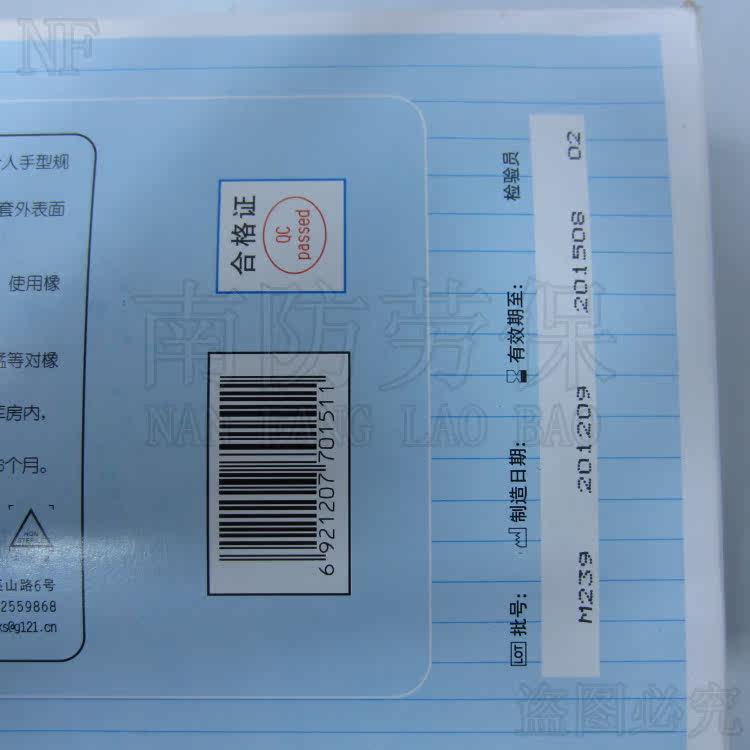 NF
人手型规
套外表面
使用橡
等对橡
房内，
个月。
NON
山路6号
2559868
g121.cn
合格证
QC
passed
6 921207 701511
南防劳保
NAN FANG LAO BAO
检验员
02
有效期至:
201508
制造日期:
201209
LOT 批号:
M239
盗图必究